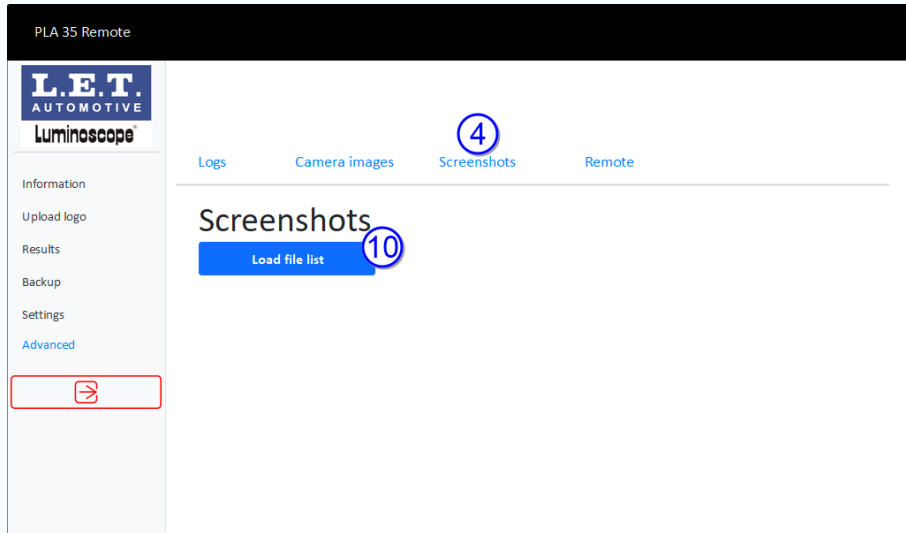 PLA 35 Remote
L.E.T.
AUTOMOTIVE
Luminoscope®
Information
Upload logo
Results
Backup
Settings
Advanced
4
Logs Camera images Screenshots Remote
Screenshots
10
Load file list